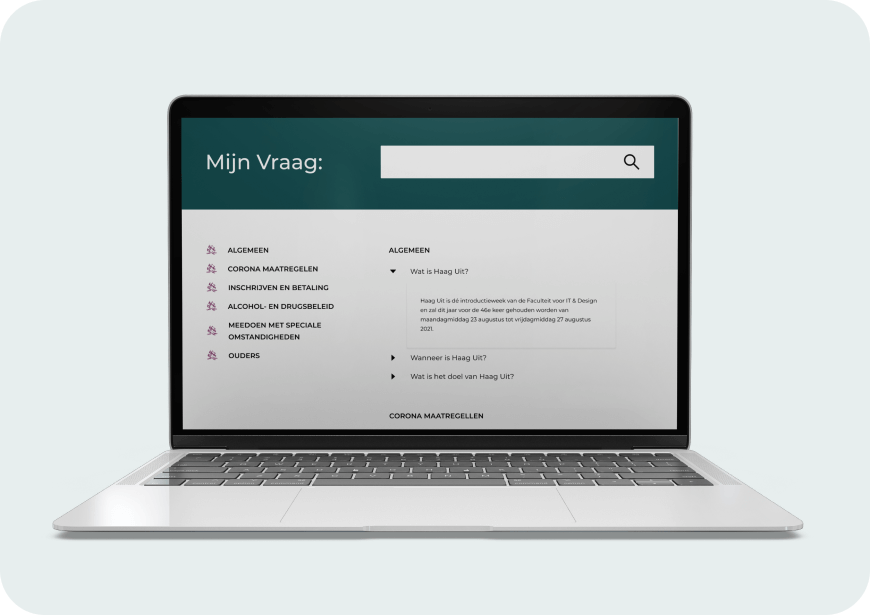 Mijn Vraag:
ALGEMEEN
CORONA MAATREGELEN
INSCHRIJVEN EN BETALING
ALCOHOL- EN DRUGSBELEID
MEEDOEN MET SPECIALE
OMSTANDIGHEDEN
OUDERS
ALGEMEEN
Wat is Haag Uit?
Haag Uit is dé introductieweek van de Faculteit voor IT & Design
en zal dit jaar voor de 46e keer gehouden worden van
maandagmiddag 23 augustus tot vrijdagmiddag 27 augustus
2021.
Wanneer is Haag Uit?
Wat is het doel van Haag Uit?
CORONA MAATREGELLEN